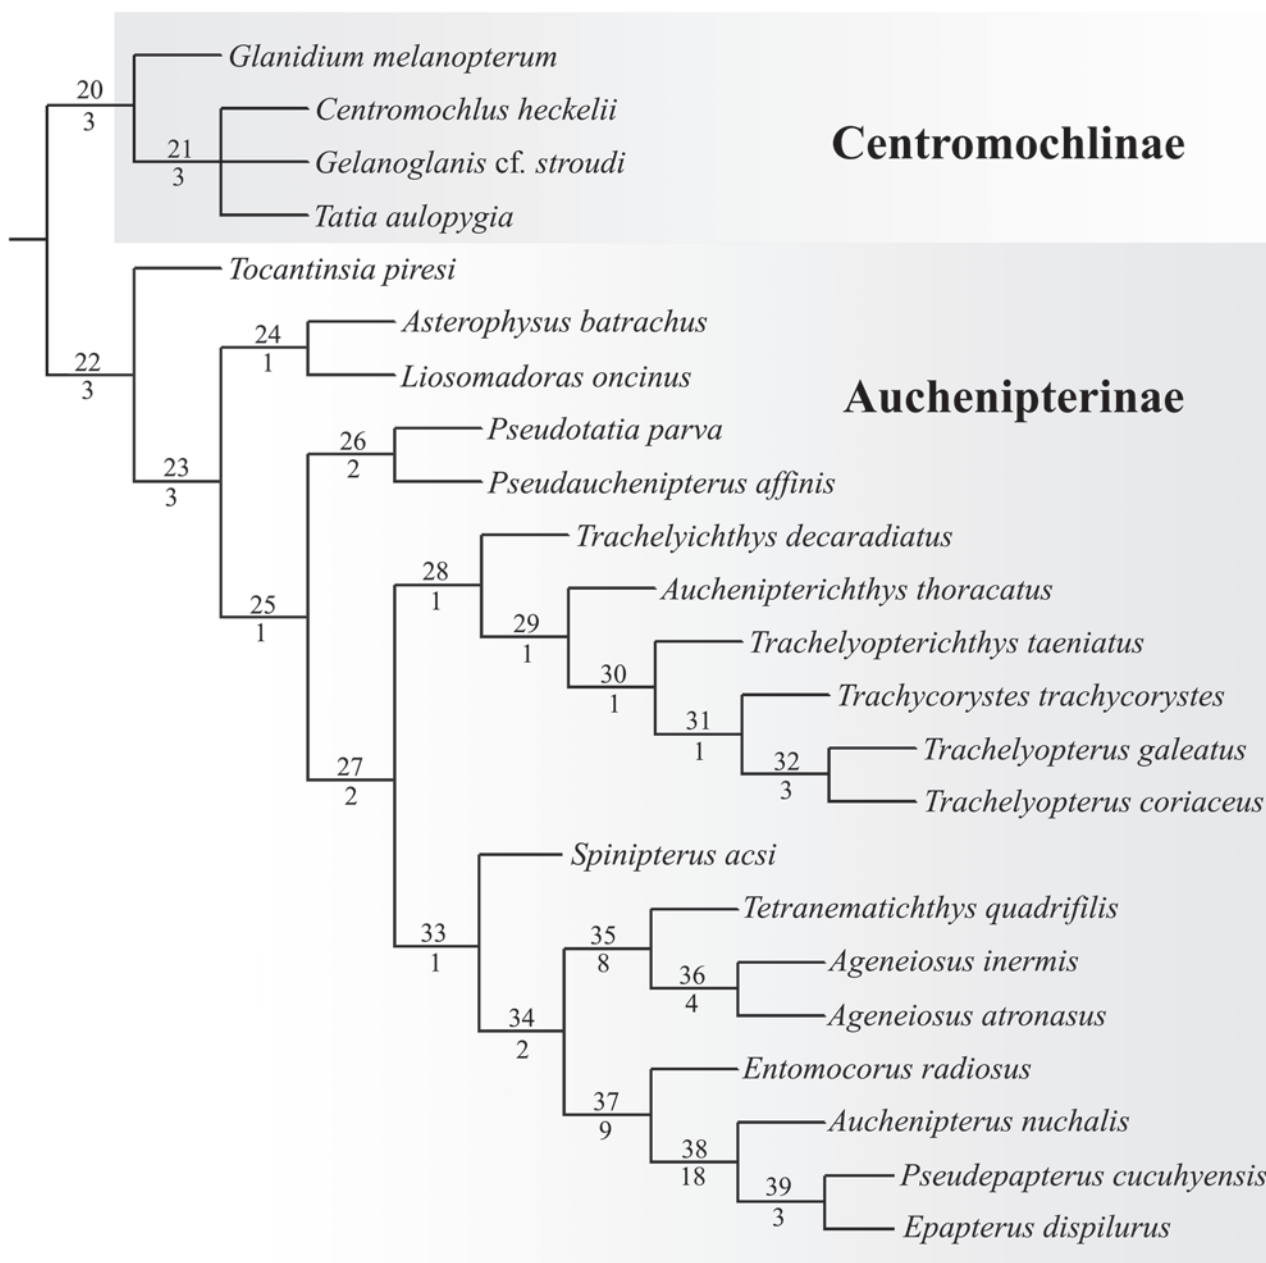 Glanidium melanopterum
20
3
Centromochlus heckelii
Centromochlinae
21
3
Gelanoglanis cf. stroudi
Tatia aulopygia
Tocantinsia piresi
Asterophysus batrachus
24
1
22
3
Liosomadoras oncinus
Auchenipterinae
Pseudotatia parva
26
2
23
3
Pseudauchenipterus affinis
Trachelyichthys decaradiatus
28
1
Auchenipterichthys thoracatus
25
1
29
1
Trachelyopterichthys taeniatus
30
1
Trachycorystes trachycorystes
31
1
Trachelyopterus galeatus
27
2
32
3
Trachelyopterus coriaceus
Spinipterus acsi
Tetranematichthys quadrifilis
33
1
35
8
Ageneiosus inermis
36
4
Ageneiosus atronasus
34
2
Entomocorus radiosus
37
9
Auchenipterus nuchalis
38
18
Pseudepapterus cucuhyensis
39
3
Epapterus dispilurus